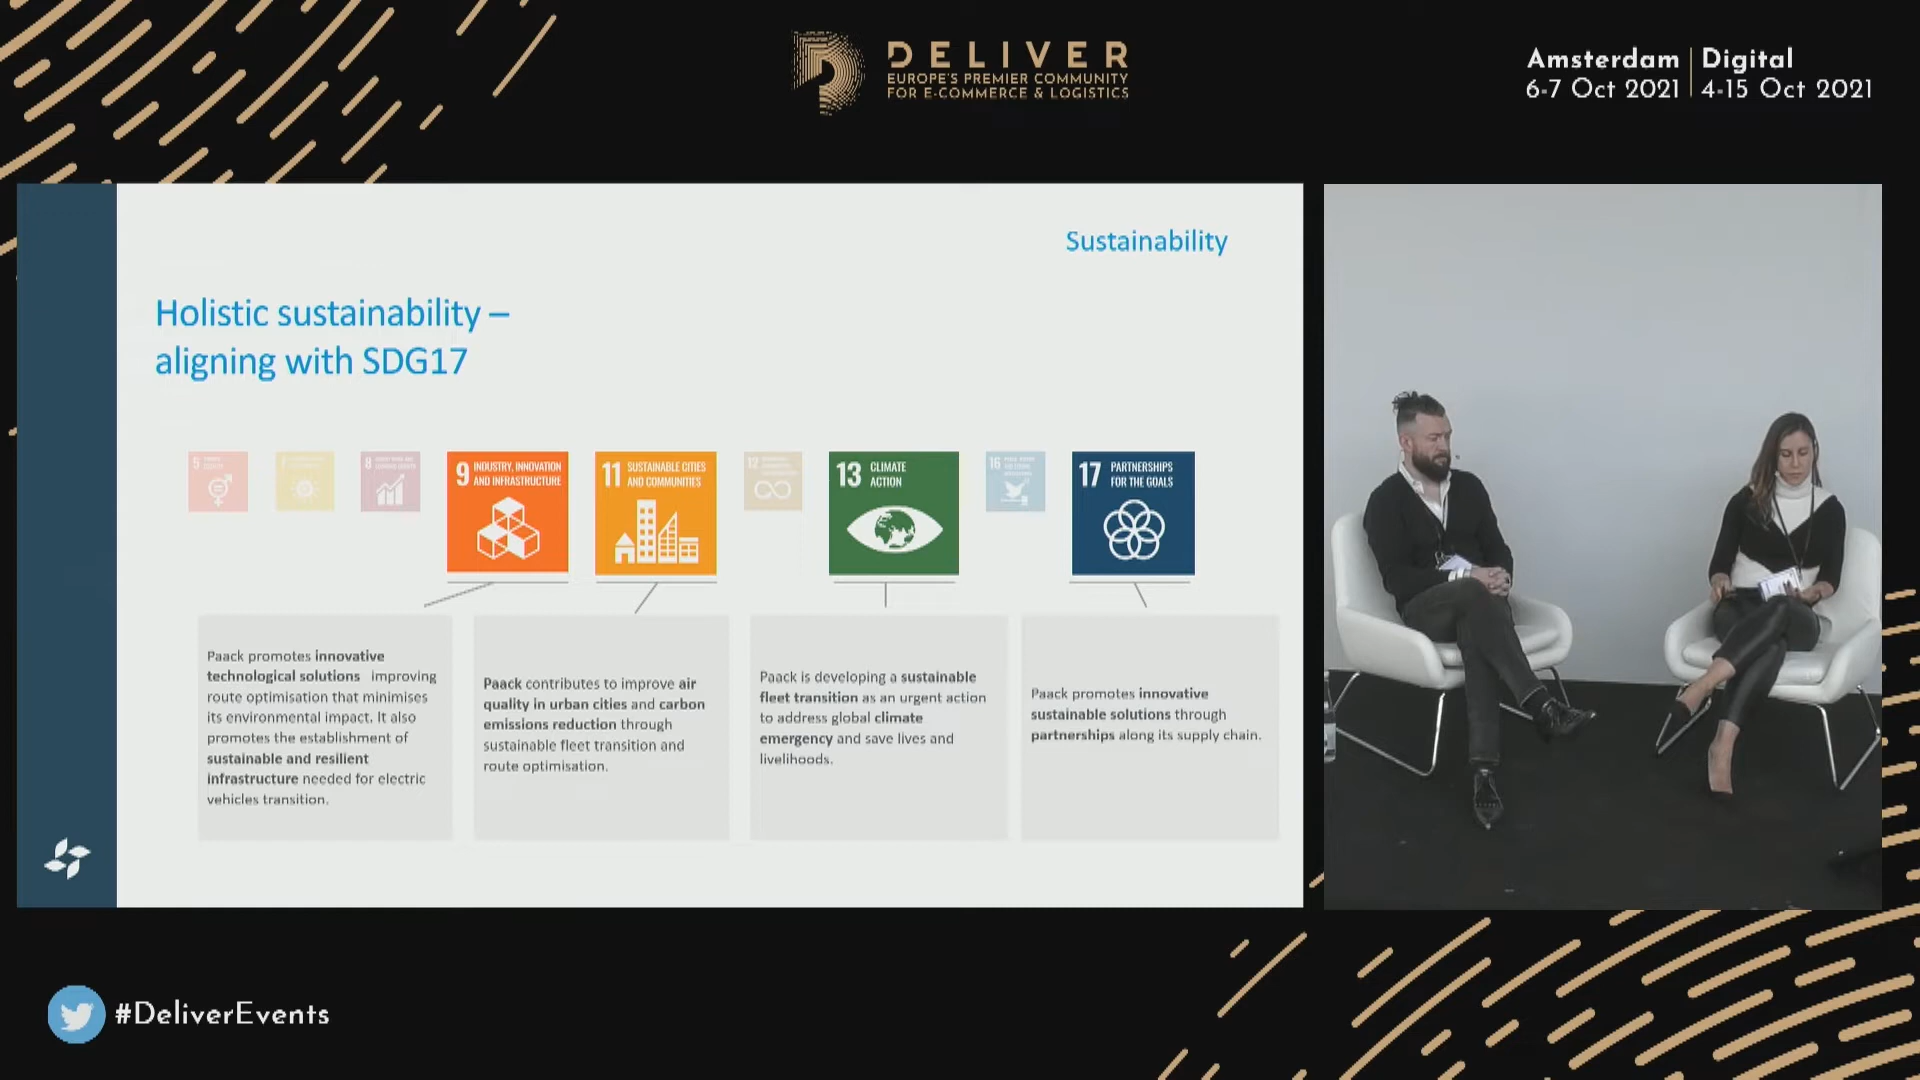 DELIVER
EUROPE'S PREMIER COMMUNITY
FOR E-COMMERCE & LOGISTICS
Amsterdam | Digital
6-7 Oct 2021 | 4-15 Oct 2021
Sustainability
Holistic sustainability –
aligning with SDG17
5
8
9 INDUSTRY, INNOVATION
AND INFRASTRUCTURE
11 SUSTAINABLE CITIES
AND COMMUNITIES
12
13 CLIMATE
ACTION
16
17 PARTNERSHIPS
FOR THE GOALS
Paack promotes innovative
technological solutions improving
route optimisation that minimises
its environmental impact. It also
promotes the establishment of
sustainable and resilient
infrastructure needed for electric
vehicles transition.
Paack contributes to improve air
quality in urban cities and carbon
emissions reduction through
sustainable fleet transition and
route optimisation.
Paack is developing a sustainable
fleet transition as an urgent action
to address global climate
emergency and save lives and
livelihoods.
Paack promotes innovative
sustainable solutions through
partnerships along its supply chain.
#DeliverEvents